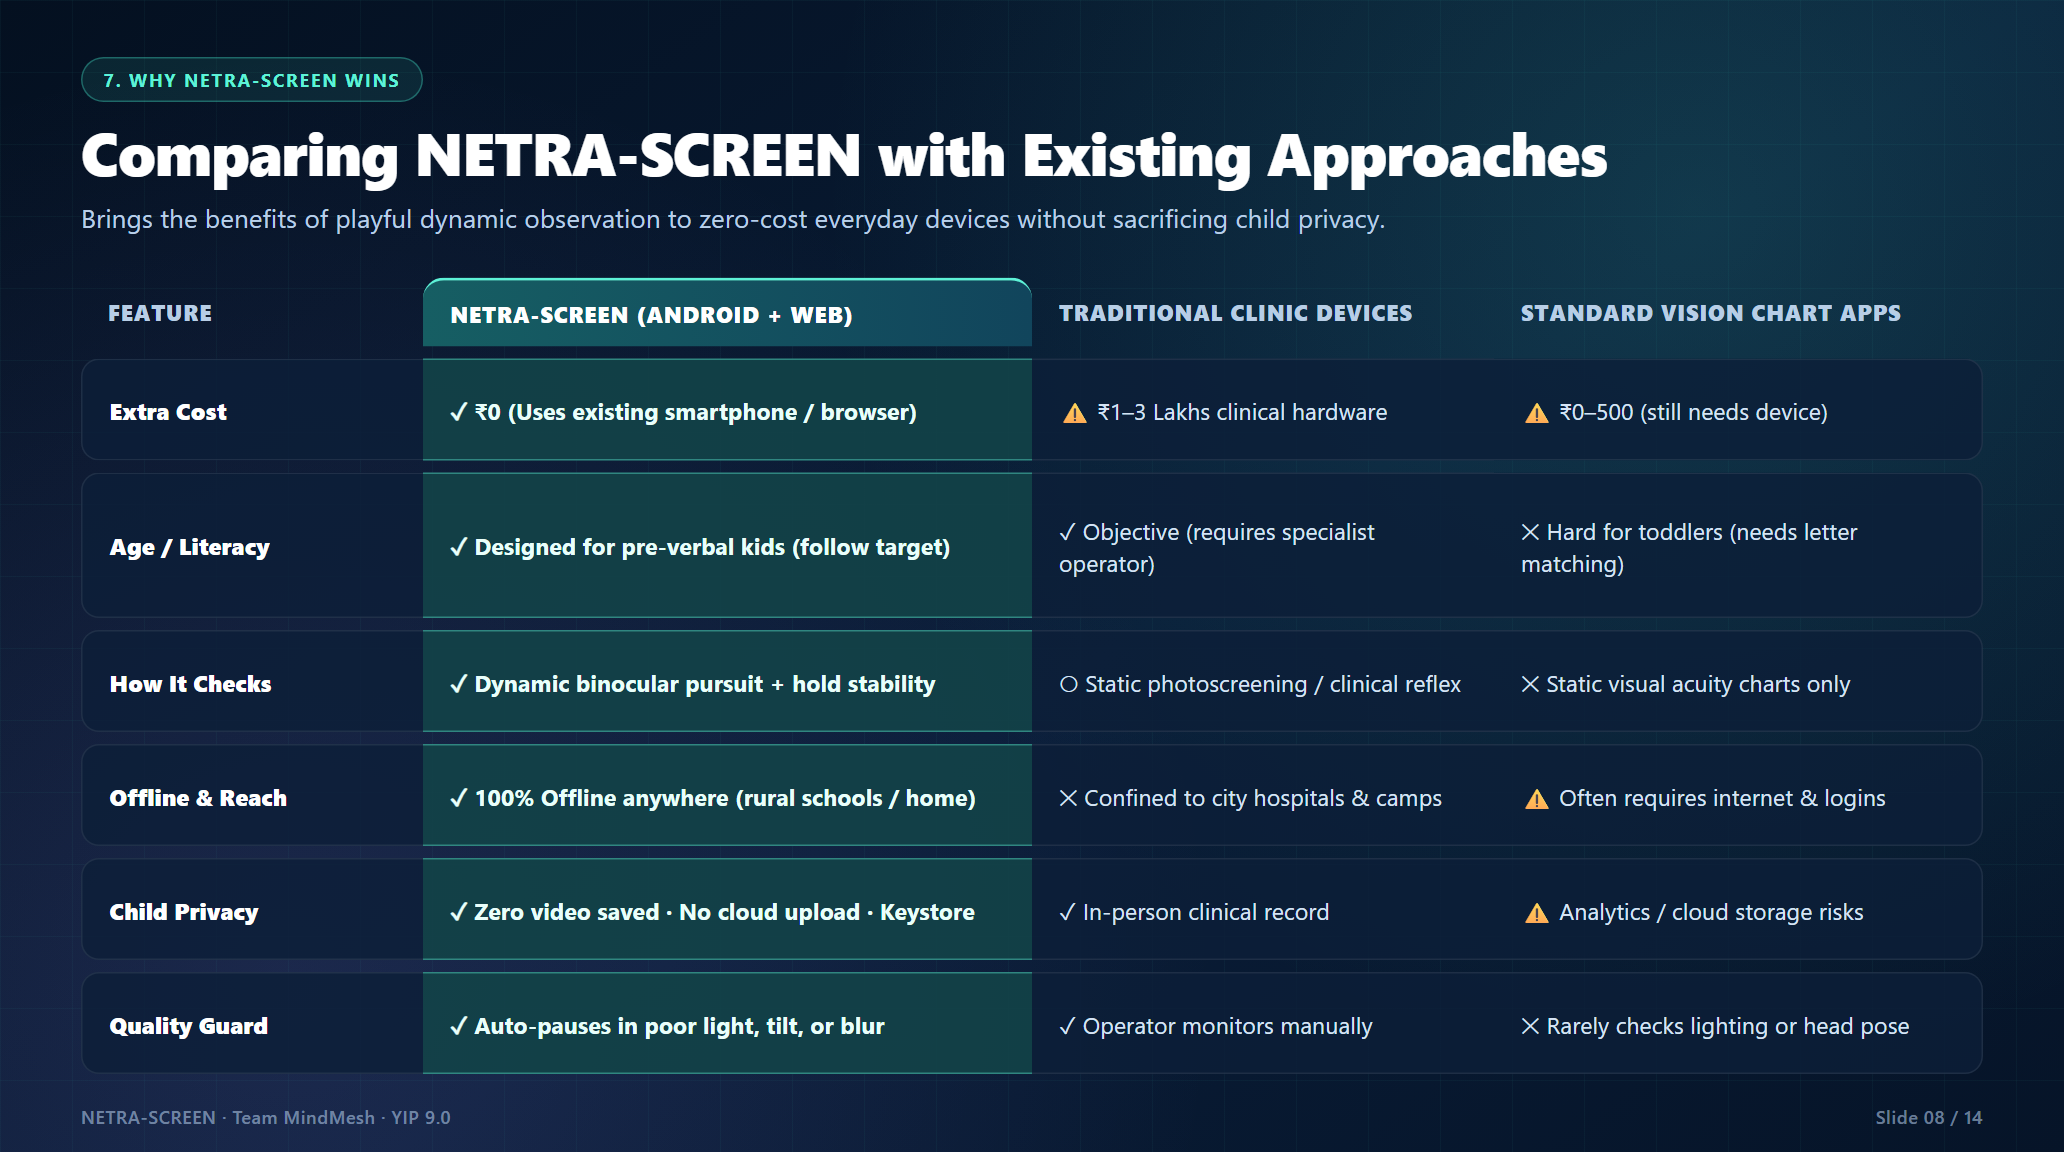 7. WHY NETRA-SCREEN WINS
Comparing NETRA-SCREEN with Existing Approaches
Brings the benefits of playful dynamic observation to zero-cost everyday devices without sacrificing child privacy.
FEATURE
NETRA-SCREEN (ANDROID + WEB)
TRADITIONAL CLINIC DEVICES
STANDARD VISION CHART APPS
Extra Cost
✓ ₹0 (Uses existing smartphone / browser)
⚠ ₹1–3 Lakhs clinical hardware
⚠ ₹0–500 (still needs device)
Age / Literacy
✓ Designed for pre-verbal kids (follow target)
✓ Objective (requires specialist
operator)
✕ Hard for toddlers (needs letter
matching)
How It Checks
✓ Dynamic binocular pursuit + hold stability
○ Static photoscreening / clinical reflex
✕ Static visual acuity charts only
Offline & Reach
✓ 100% Offline anywhere (rural schools / home)
✕ Confined to city hospitals & camps
⚠ Often requires internet & logins
Child Privacy
✓ Zero video saved · No cloud upload · Keystore
✓ In-person clinical record
⚠ Analytics / cloud storage risks
Quality Guard
✓ Auto-pauses in poor light, tilt, or blur
✓ Operator monitors manually
✕ Rarely checks lighting or head pose
NETRA-SCREEN · Team MindMesh · YIP 9.0
Slide 08 / 14